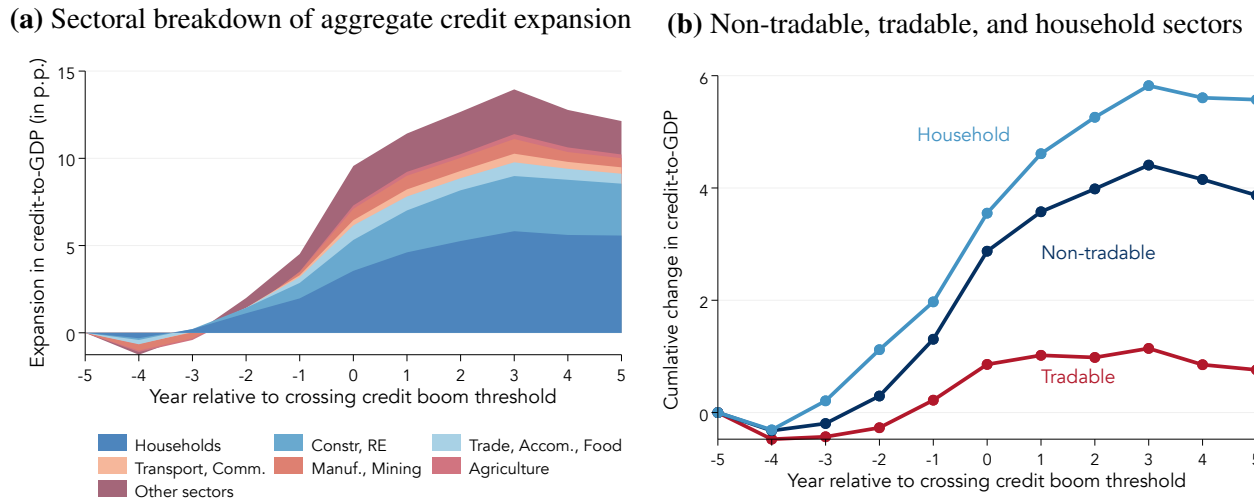 (a) Sectoral breakdown of aggregate credit expansion
Expansion in credit-to-GDP (in p.p.)
15
10
5
0
-5 -4 -3 -2 -1 0 1 2 3 4 5
Year relative to crossing credit boom threshold
Households Constr, RE Trade, Accom., Food
Transport, Comm. Manuf., Mining Agriculture
Other sectors
(b) Non-tradable, tradable, and household sectors
Cumlative change in credit-to-GDP
6
4
2
0
Household
Non-tradable
Tradable
-5 -4 -3 -2 -1 0 1 2 3 4 5
Year relative to crossing credit boom threshold